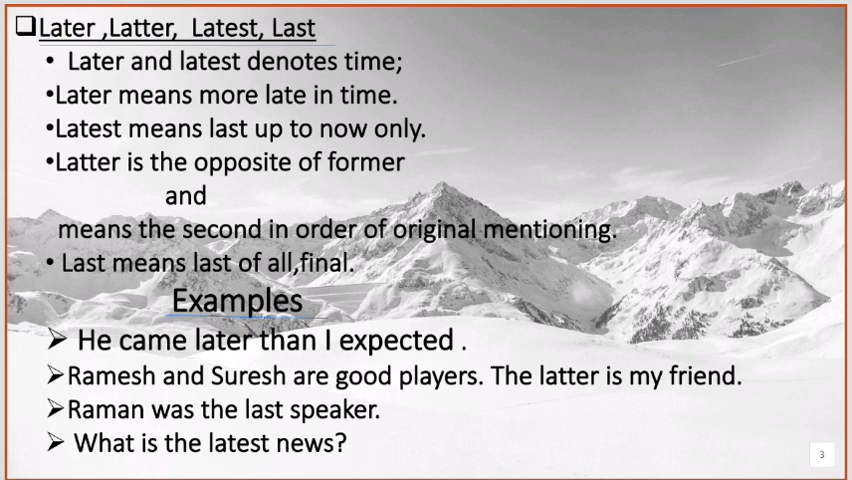 ❑Later ,Latter, Latest, Last
• Later and latest denotes time;
•Later means more late in time.
•Latest means last up to now only.
•Latter is the opposite of former
and
means the second in order of original mentioning.
• Last means last of all,final.
Examples
➢ He came later than I expected .
➢Ramesh and Suresh are good players. The latter is my friend.
➢Raman was the last speaker.
➢ What is the latest news?
3